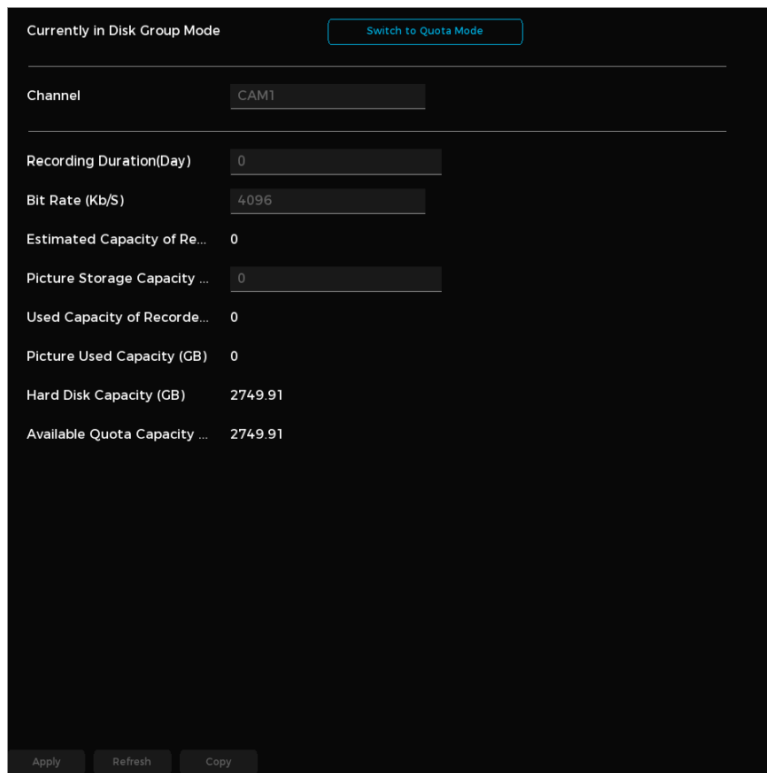 Currently in Disk Group Mode Switch to Quota Mode
Channel CAM1
Recording Duration(Day) 0
Bit Rate (Kb/S) 4096
Estimated Capacity of Re... 0
Picture Storage Capacity ... 0
Used Capacity of Recorde... 0
Picture Used Capacity (GB) 0
Hard Disk Capacity (GB) 2749.91
Available Quota Capacity ... 2749.91
Apply Refresh Copy